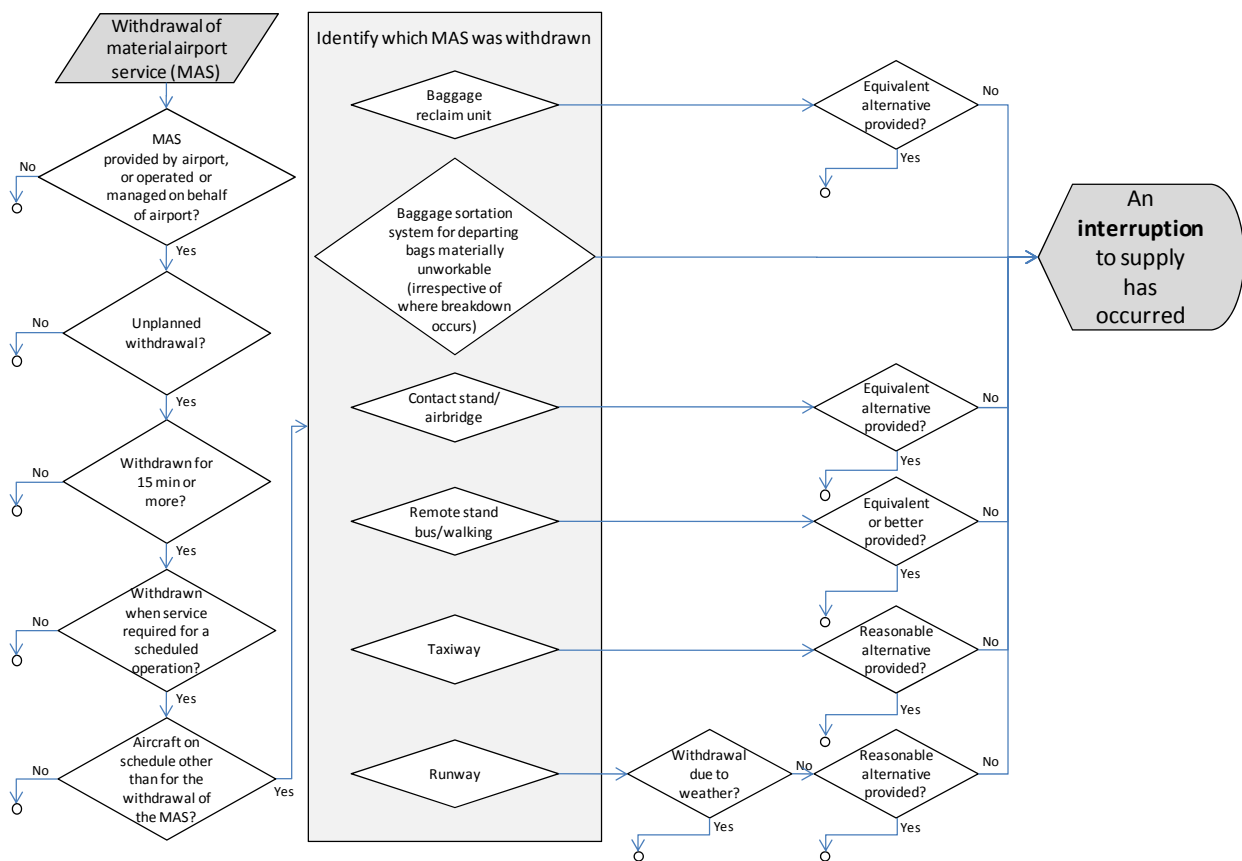 Withdrawal of
material airport
service (MAS)
MAS
provided by airport,
or operated or
managed on behalf
of airport?
No
Yes
Unplanned
withdrawal?
No
Yes
Withdrawn for
15 min or
more?
No
Yes
Withdrawn
when service
required for a
scheduled
operation?
No
Yes
Aircraft on
schedule other
than for the
withdrawal of
the MAS?
No
Yes
Identify which MAS was withdrawn
Baggage
reclaim unit
Equivalent
alternative
provided?
No
Yes
Baggage sortation
system for departing
bags materially
unworkable
(irrespective of
where breakdown
occurs)
Contact stand/
airbridge
Equivalent
alternative
provided?
No
Yes
Remote stand
bus/walking
Equivalent
or better
provided?
No
Yes
Taxiway
Reasonable
alternative
provided?
No
Yes
Runway
Withdrawal
due to
weather?
No
Yes
Reasonable
alternative
provided?
No
Yes
An
interruption
to supply
has
occurred